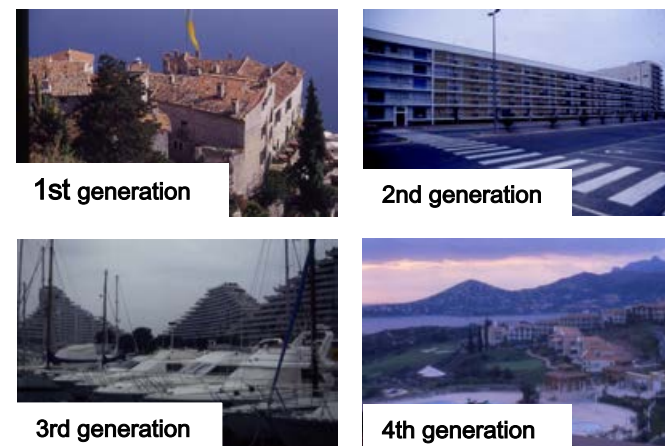 1st generation
2nd generation
3rd generation
4th generation